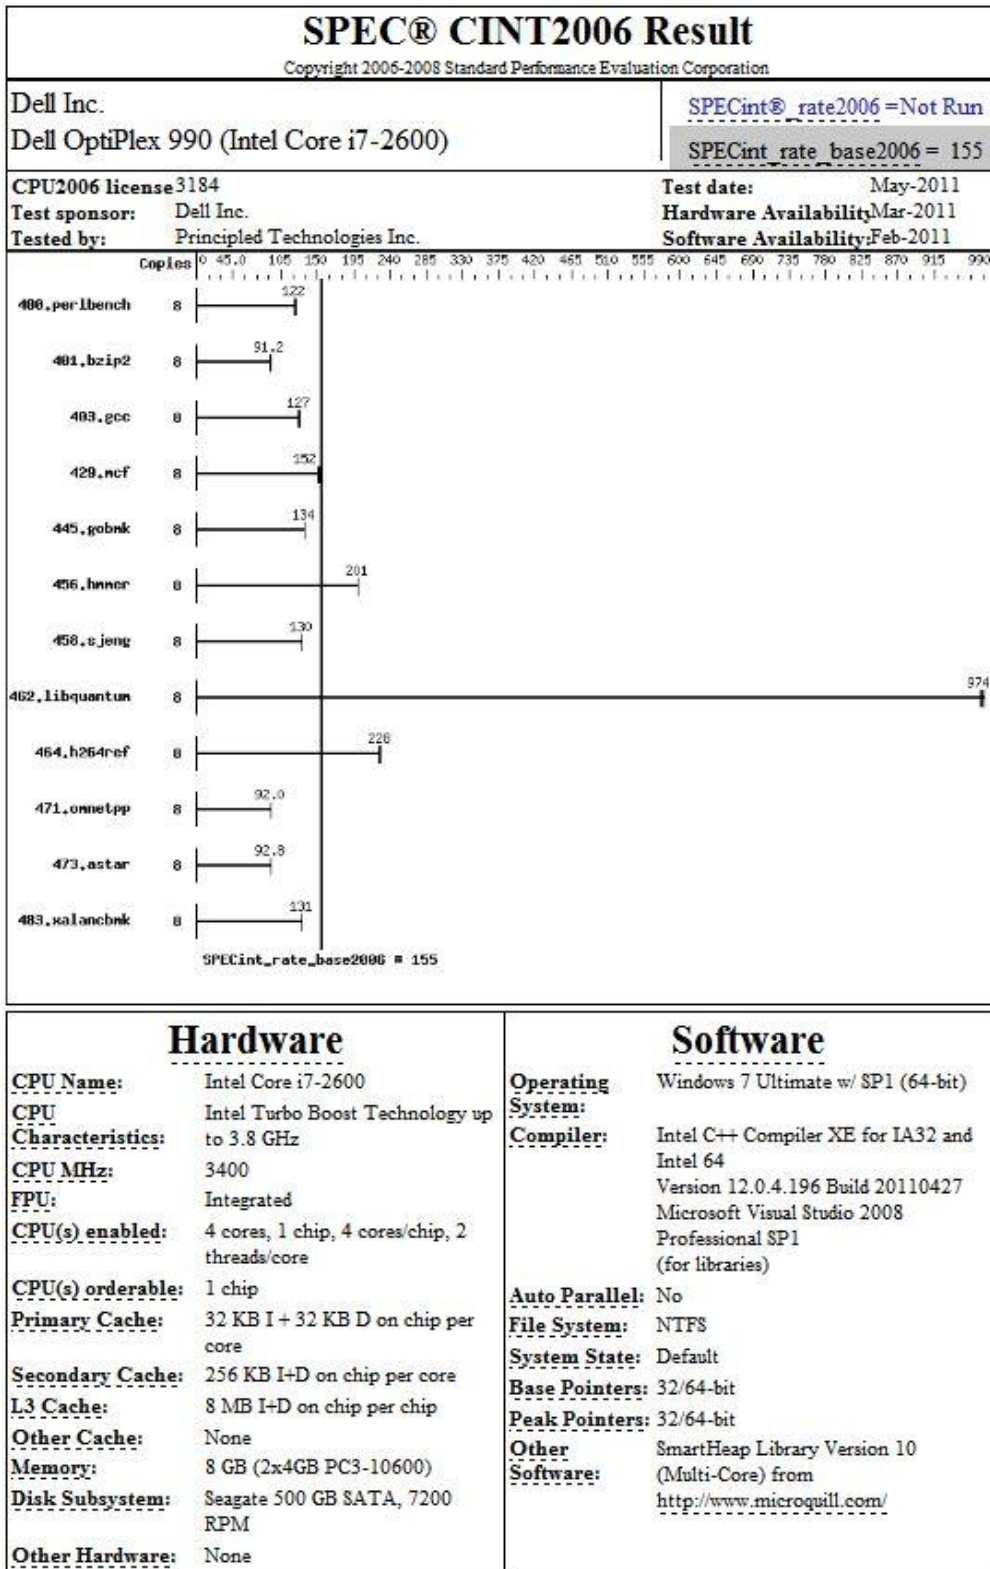 SPEC® CINT2006 Result
Copyright 2006-2008 Standard Performance Evaluation Corporation
Dell Inc.
Dell OptiPlex 990 (Intel Core i7-2600)
SPECint®_rate2006 =Not Run
SPECint_rate_base2006 = 155
CPU2006 license 3184
Test date: May-2011
Test sponsor: Dell Inc.
Hardware Availability Mar-2011
Tested by: Principled Technologies Inc.
Software Availability: Feb-2011
Copies 0 45.0 105 150 195 240 285 330 375 420 465 510 555 600 645 690 735 780 825 870 915 990
400.perlbench 8 122
401.bzip2 8 91.2
403.gcc 8 127
429.mcf 8 152
445.gobmk 8 134
456.hmmer 8 201
458.sjeng 8 130
462.libquantum 8 974
464.h264ref 8 228
471.omnetpp 8 92.0
473.astar 8 92.8
483.xalancbmk 8 131
SPECint_rate_base2006 = 155
Hardware
CPU Name: Intel Core i7-2600
CPU Characteristics: Intel Turbo Boost Technology up
to 3.8 GHz
CPU MHz: 3400
FPU: Integrated
CPU(s) enabled: 4 cores, 1 chip, 4 cores/chip, 2
threads/core
CPU(s) orderable: 1 chip
Primary Cache: 32 KB I + 32 KB D on chip per
core
Secondary Cache: 256 KB I+D on chip per core
L3 Cache: 8 MB I+D on chip per chip
Other Cache: None
Memory: 8 GB (2x4GB PC3-10600)
Disk Subsystem: Seagate 500 GB SATA, 7200
RPM
Other Hardware: None
Software
Operating System: Windows 7 Ultimate w/ SP1 (64-bit)
Compiler: Intel C++ Compiler XE for IA32 and
Intel 64
Version 12.0.4.196 Build 20110427
Microsoft Visual Studio 2008
Professional SP1
(for libraries)
Auto Parallel: No
File System: NTFS
System State: Default
Base Pointers: 32/64-bit
Peak Pointers: 32/64-bit
Other Software: SmartHeap Library Version 10
(Multi-Core) from
http://www.microquill.com/